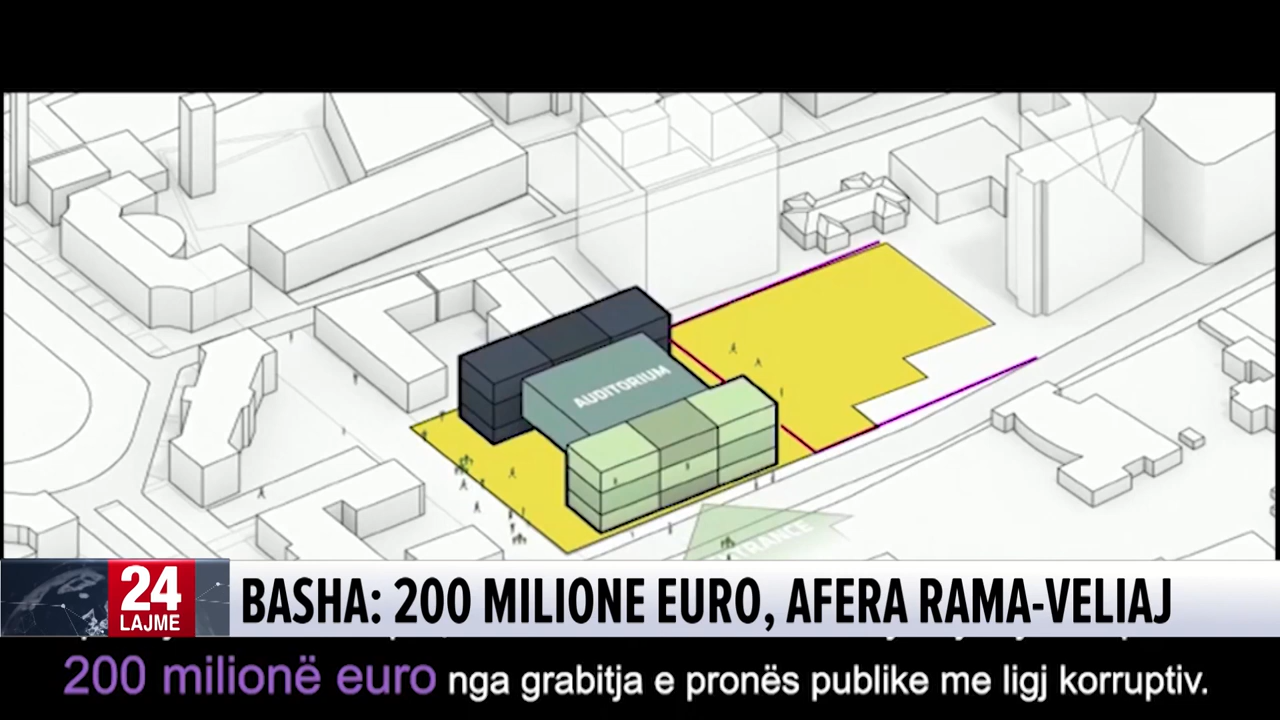 AUDITORIUM
ENTRANCE
24
LAJME
BASHA: 200 MILIONE EURO, AFERA RAMA-VELIAJ
200 milionë euro nga grabitja e pronës publike me ligj korruptiv.